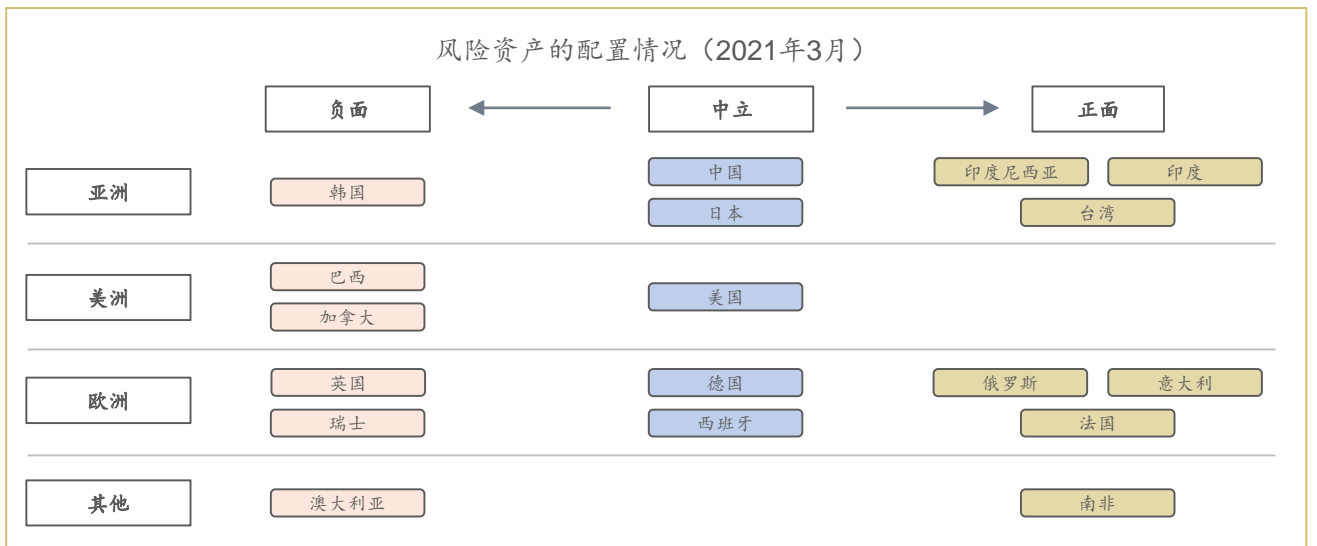 风险资产的配置情况（2021年3月）
负面
中立
正面
亚洲
韩国
中国
日本
印度尼西亚
印度
台湾
美洲
巴西
加拿大
美国
欧洲
英国
瑞士
德国
西班牙
俄罗斯
意大利
法国
其他
澳大利亚
南非